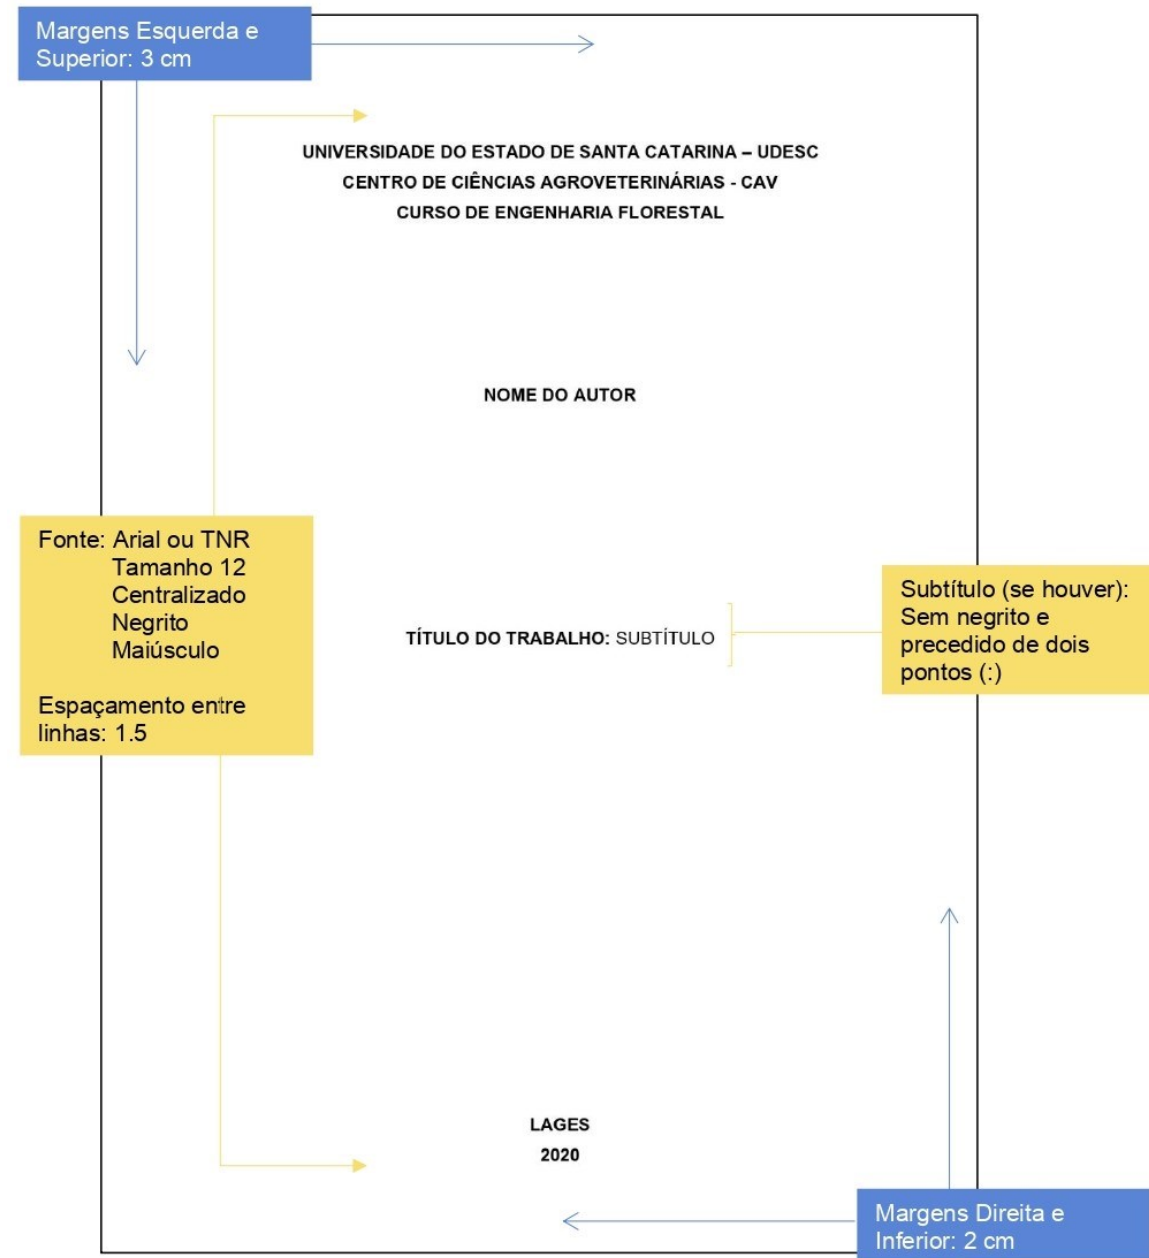 Margens Esquerda e
Superior: 3 cm
UNIVERSIDADE DO ESTADO DE SANTA CATARINA – UDESC
CENTRO DE CIÊNCIAS AGROVETERINÁRIAS - CAV
CURSO DE ENGENHARIA FLORESTAL
NOME DO AUTOR
Fonte: Arial ou TNR
Tamanho 12
Centralizado
Negrito
Maiúsculo
Espaçamento entre
linhas: 1.5
TÍTULO DO TRABALHO: SUBTÍTULO
Subtítulo (se houver):
Sem negrito e
precedido de dois
pontos (:)
LAGES
2020
Margens Direita e
Inferior: 2 cm